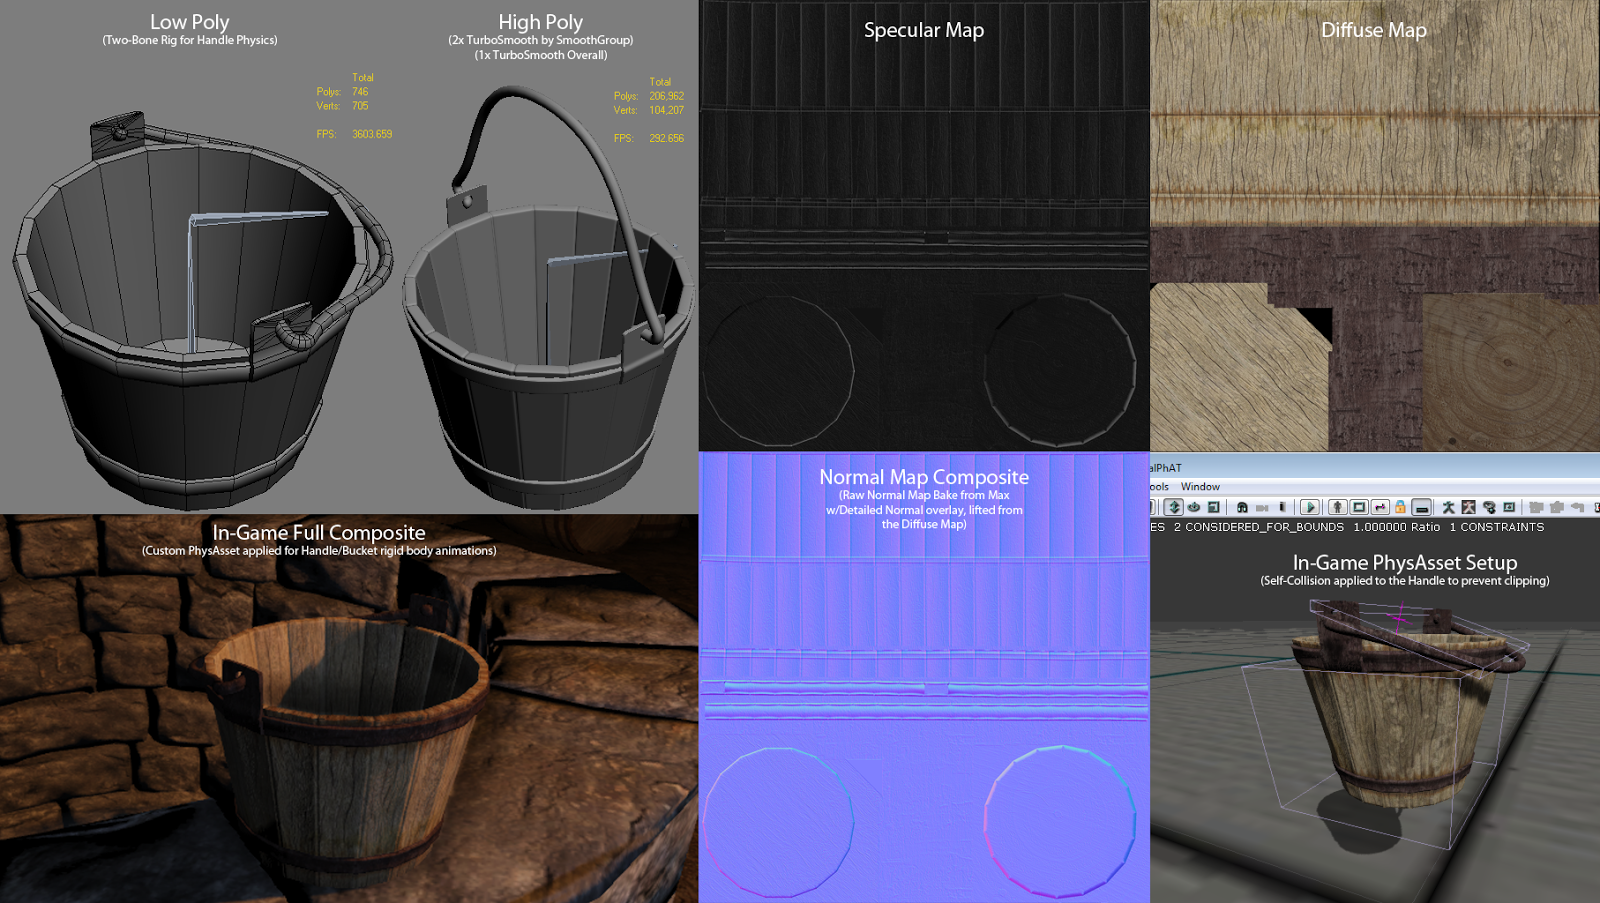 Low Poly
(Two-Bone Rig for Handle Physics)
Total
Polys: 746
Verts: 705
FPS: 3603.659
High Poly
(2x TurboSmooth by SmoothGroup)
(1x TurboSmooth Overall)
Total
Polys: 206,962
Verts: 104,207
FPS: 292.656
Specular Map
Diffuse Map
In-Game Full Composite
(Custom PhysAsset applied for Handle/Bucket rigid body animations)
Normal Map Composite
(Raw Normal Map Bake from Max
w/Detailed Normal overlay, lifted from
the Diffuse Map)
alPhAT
ools Window
ES 2 CONSIDERED_FOR_BOUNDS 1.000000 Ratio 1 CONSTRAINTS
In-Game PhysAsset Setup
(Self-Collision applied to the Handle to prevent clipping)